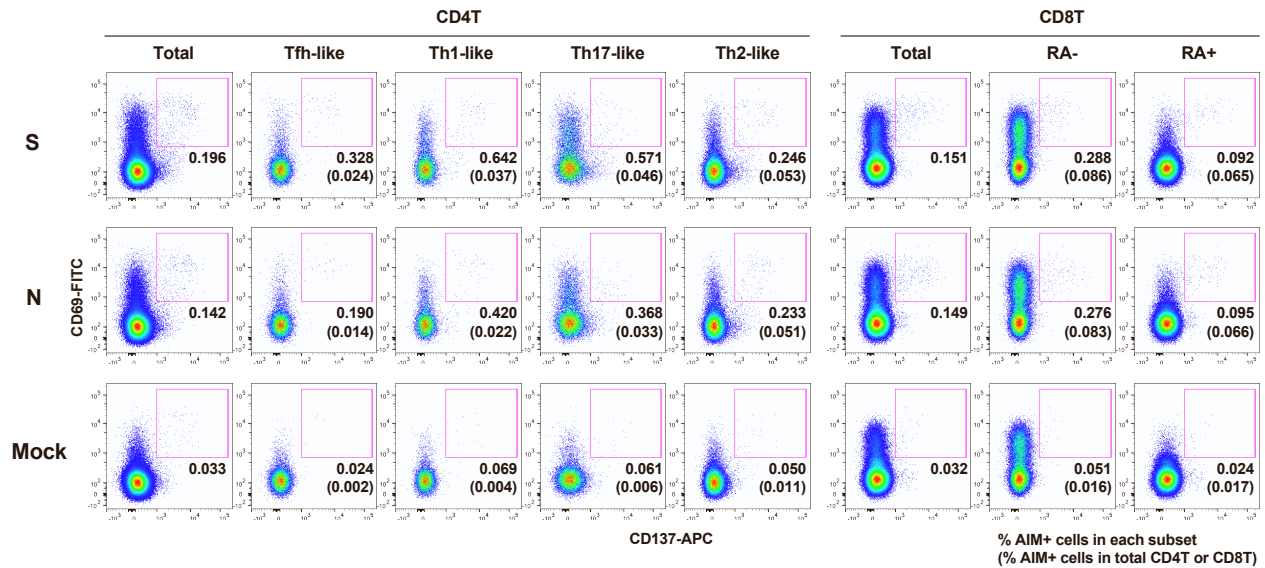 CD4T CD8T
Total Tfh-like Th1-like Th17-like Th2-like Total RA- RA+
S
0.196 0.328 0.642 0.571 0.246 0.151 0.288 0.092
(0.024) (0.037) (0.046) (0.053) (0.086) (0.065)
N
CD69-FITC
0.142 0.190 0.420 0.368 0.233 0.149 0.276 0.095
(0.014) (0.022) (0.033) (0.051) (0.083) (0.066)
Mock
0.033 0.024 0.069 0.061 0.050 0.032 0.051 0.024
(0.002) (0.004) (0.006) (0.011) (0.016) (0.017)
CD137-APC
% AIM+ cells in each subset
(% AIM+ cells in total CD4T or CD8T)